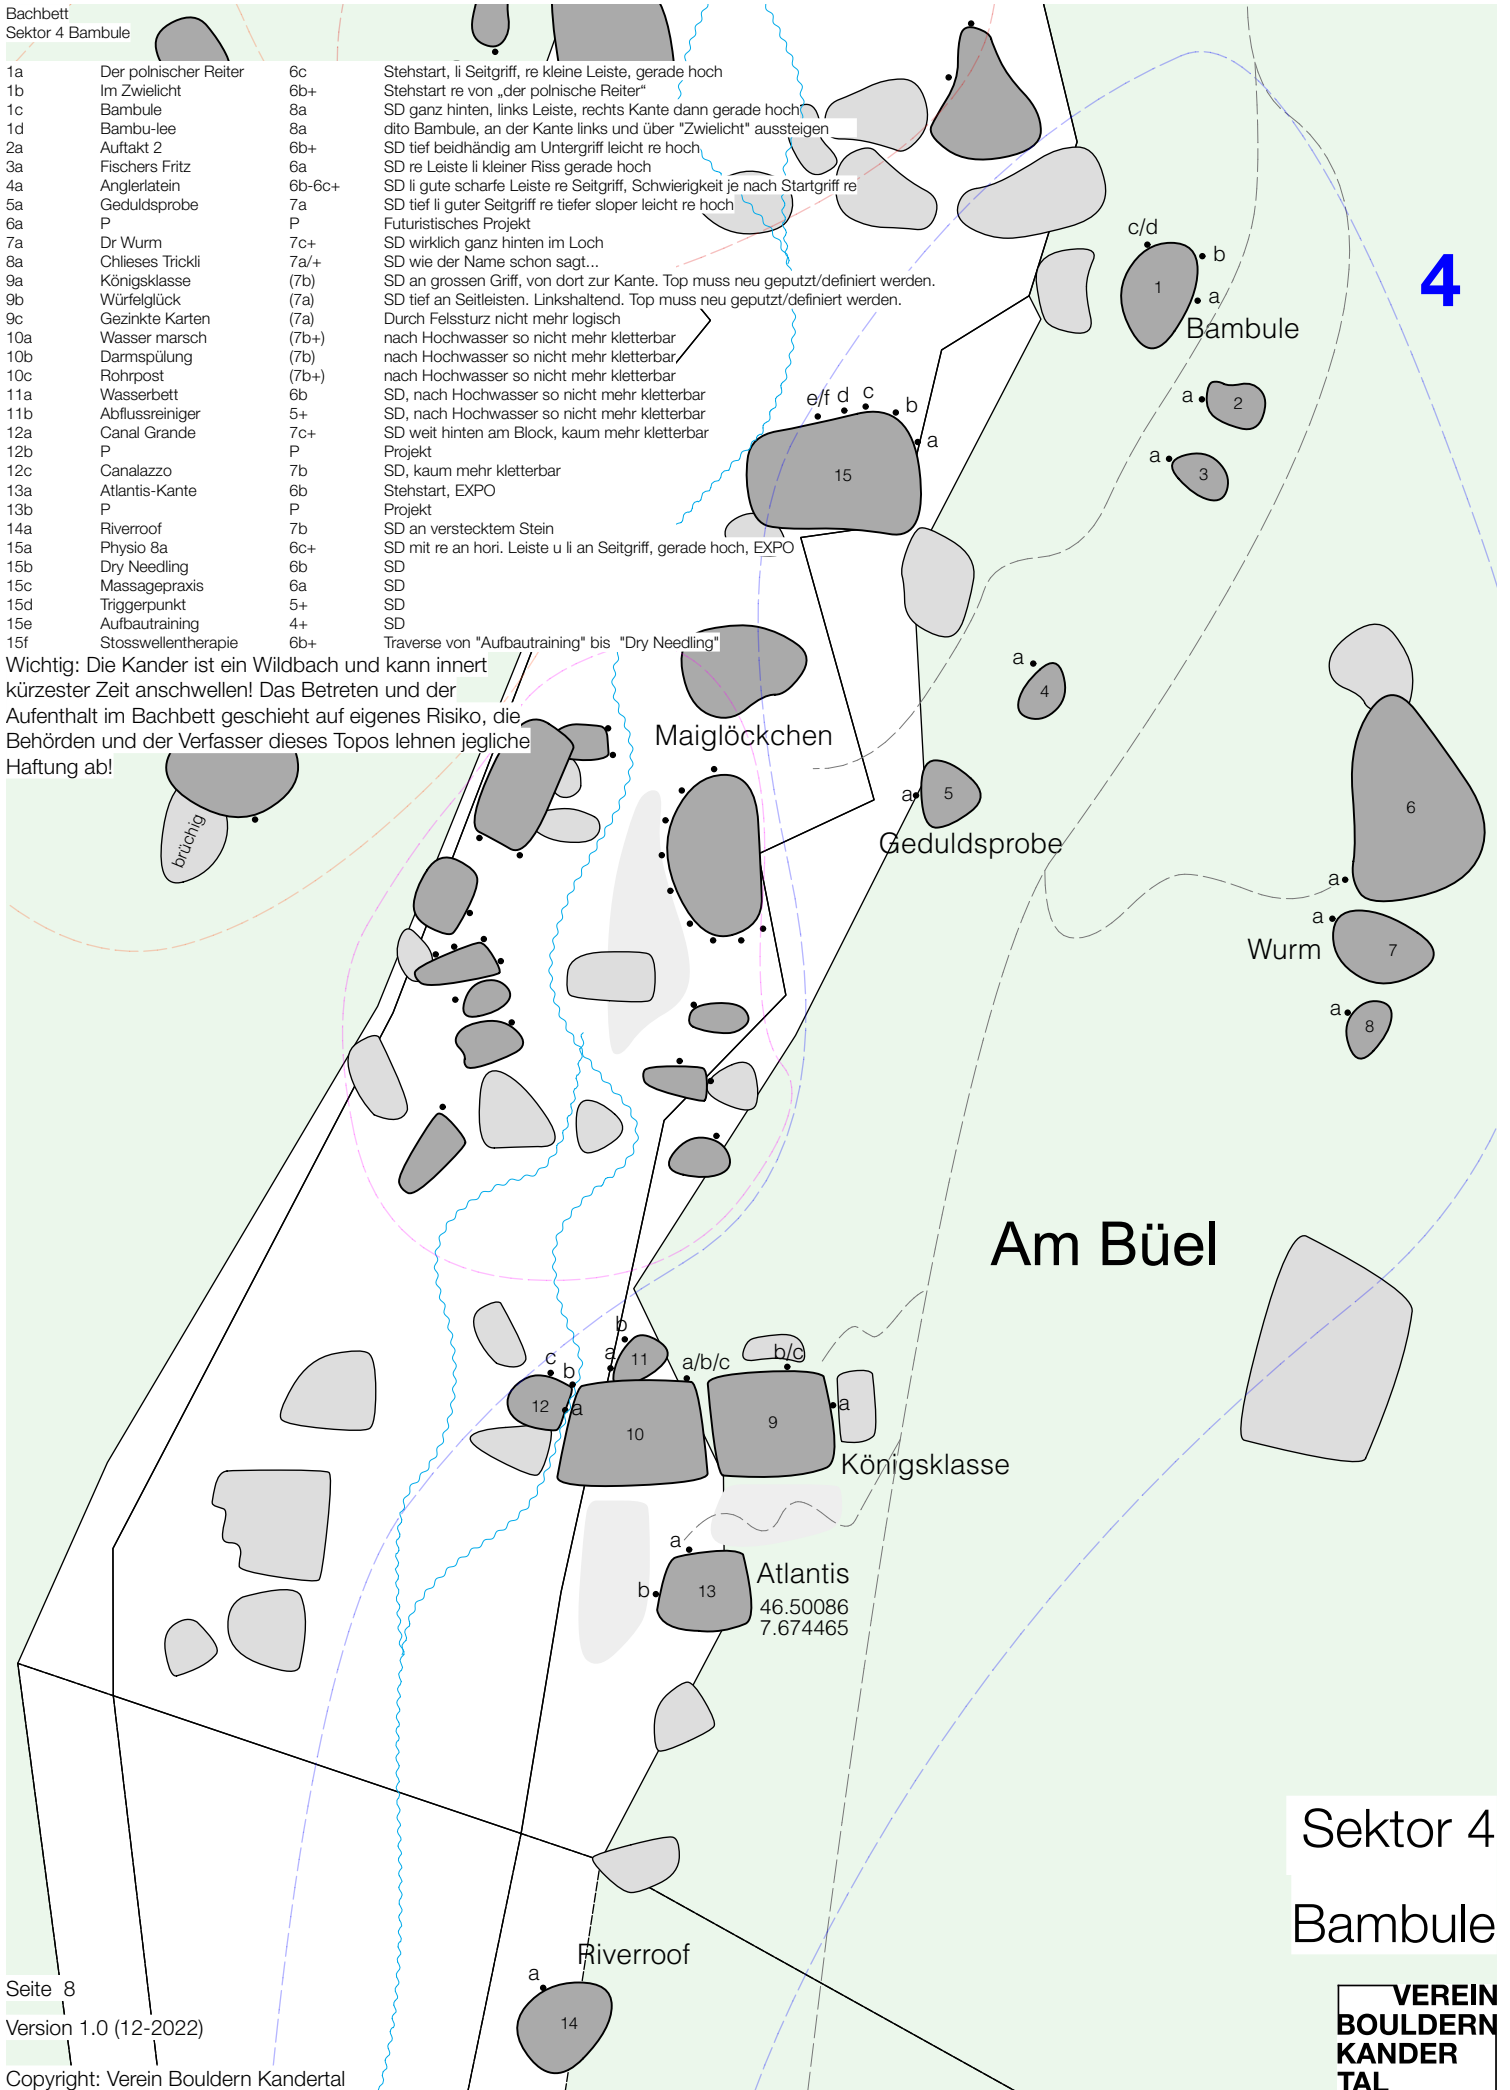 Bachbett
Sektor 4 Bambule
1a Der polnischer Reiter 6c Stehstart, li Seitgriff, re kleine Leiste, gerade hoch
1b Im Zwielicht 6b+ Stehstart re von „der polnische Reiter“
1c Bambule 8a SD ganz hinten, links Leiste, rechts Kante dann gerade hoch
1d Bambu-lee 8a dito Bambule, an der Kante links und über "Zwielicht" aussteigen
2a Auftakt 2 6b+ SD tief beidhändig am Untergriff leicht re hoch
3a Fischers Fritz 6a SD re Leiste li kleiner Riss gerade hoch
4a Anglerlatein 6b-6c+ SD li gute scharfe Leiste re Seitgriff, Schwierigkeit je nach Startgriff re
5a Geduldsprobe 7a SD tief li guter Seitgriff re tiefer sloper leicht re hoch
6a P P Futuristisches Projekt
7a Dr Wurm 7c+ SD wirklich ganz hinten im Loch
8a Chlieses Trickli 7a/+ SD wie der Name schon sagt...
9a Königsklasse (7b) SD an grossen Griff, von dort zur Kante. Top muss neu geputzt/definiert werden.
9b Würfelglück (7a) SD tief an Seitleisten. Linkshaltend. Top muss neu geputzt/definiert werden.
9c Gezinkte Karten (7a) Durch Felssturz nicht mehr logisch
10a Wasser marsch (7b+) nach Hochwasser so nicht mehr kletterbar
10b Darmspülung (7b) nach Hochwasser so nicht mehr kletterbar
10c Rohrpost (7b+) nach Hochwasser so nicht mehr kletterbar
11a Wasserbett 6b SD, nach Hochwasser so nicht mehr kletterbar
11b Abflussreiniger 5+ SD, nach Hochwasser so nicht mehr kletterbar
12a Canal Grande 7c+ SD weit hinten am Block, kaum mehr kletterbar
12b P P Projekt
12c Canalazzo 7b SD, kaum mehr kletterbar
13a Atlantis-Kante 6b Stehstart, EXPO
13b P P Projekt
14a Riverroof 7b SD an verstecktem Stein
15a Physio 8a 6c+ SD mit re an hori. Leiste u li an Seitgriff, gerade hoch, EXPO
15b Dry Needling 6b SD
15c Massagepraxis 6a SD
15d Triggerpunkt 5+ SD
15e Aufbautraining 4+ SD
15f Stosswellentherapie 6b+ Traverse von "Aufbautraining" bis "Dry Needling"
Wichtig: Die Kander ist ein Wildbach und kann innert
kürzester Zeit anschwellen! Das Betreten und der
Aufenthalt im Bachbett geschieht auf eigenes Risiko, die
Behörden und der Verfasser dieses Topos lehnen jegliche
Haftung ab!
c/d
b
1
a
Bambule
4
a
2
a
3
e/f d c
b
a
15
a
4
Maiglöckchen
a
5
Geduldsprobe
brüchig
6
a
a
Wurm
7
a
8
Am Büel
b
a
11
a/b/c
b/c
c
b
12
a
10
9
a
Königsklasse
a
b
13
Atlantis
46.50086
7.674465
Sektor 4
Bambule
Riverroof
a
14
Seite 8
Version 1.0 (12-2022)
Copyright: Verein Bouldern Kandertal
VEREIN
BOULDERN
KANDER
TAL